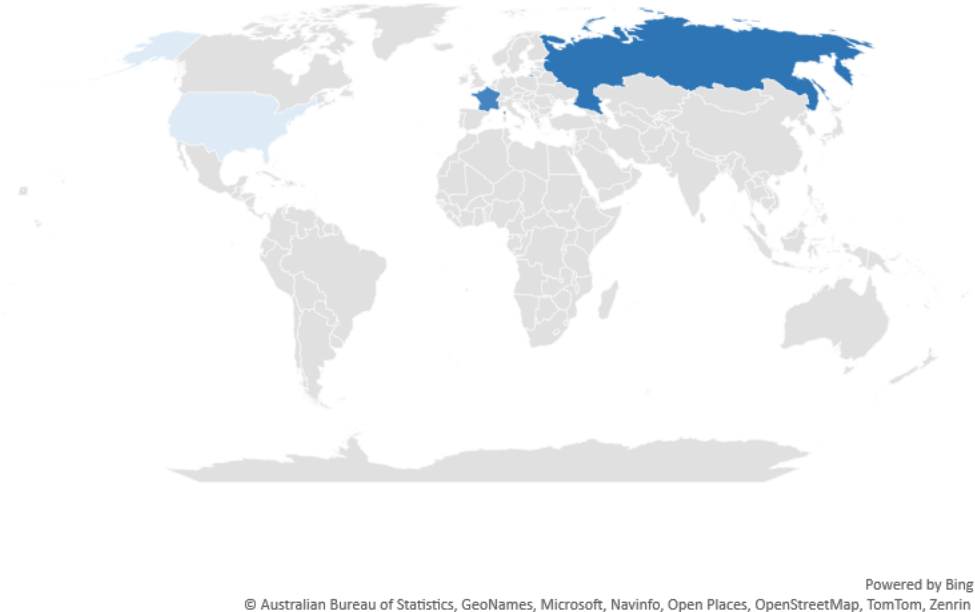 Powered by Bing
© Australian Bureau of Statistics, GeoNames, Microsoft, Navinfo, Open Places, OpenStreetMap, TomTom, Zenrin